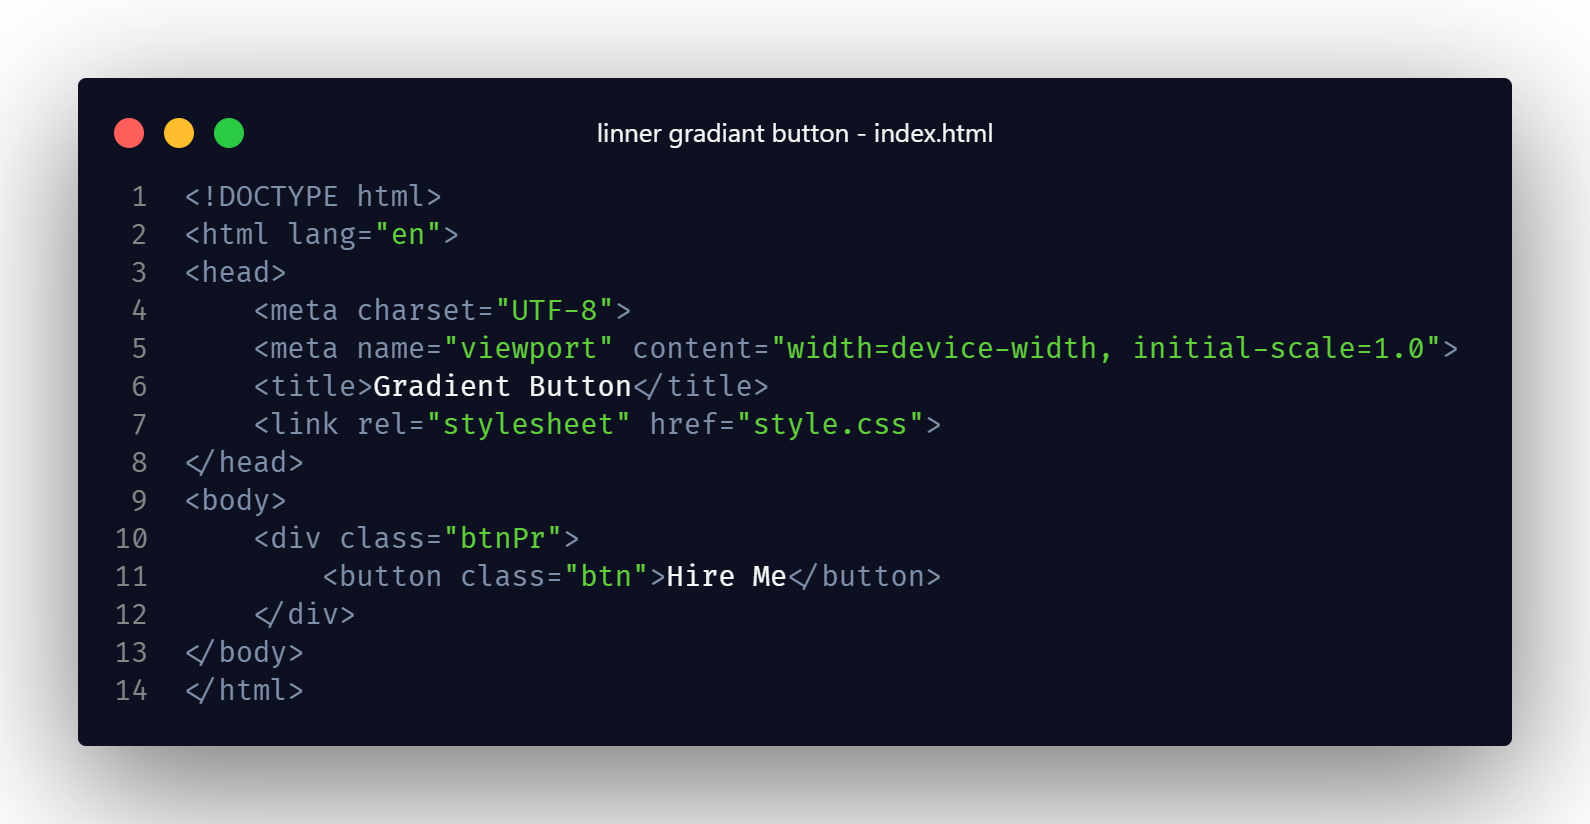 linner gradiant button - index.html
1 <!DOCTYPE html>
2 <html lang="en">
3 <head>
4     <meta charset="UTF-8">
5     <meta name="viewport" content="width=device-width, initial-scale=1.0">
6     <title>Gradient Button</title>
7     <link rel="stylesheet" href="style.css">
8 </head>
9 <body>
10     <div class="btnPr">
11         <button class="btn">Hire Me</button>
12     </div>
13 </body>
14 </html>